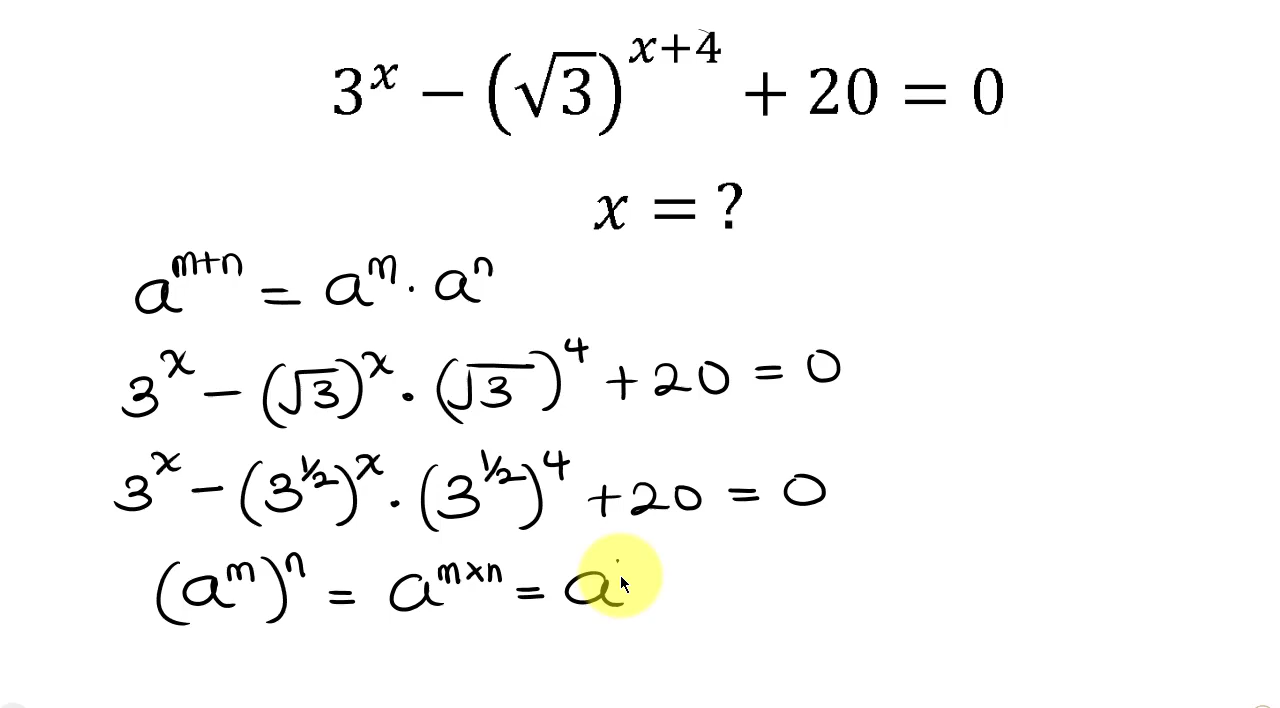 3^x − (√3)^(x+4) + 20 = 0
x = ?
a^(m+n) = a^m · a^n
3^x − (√3)^x · (√3)^4 + 20 = 0
3^x − (3^(1/2))^x · (3^(1/2))^4 + 20 = 0
(a^m)^n = a^(m×n) = a